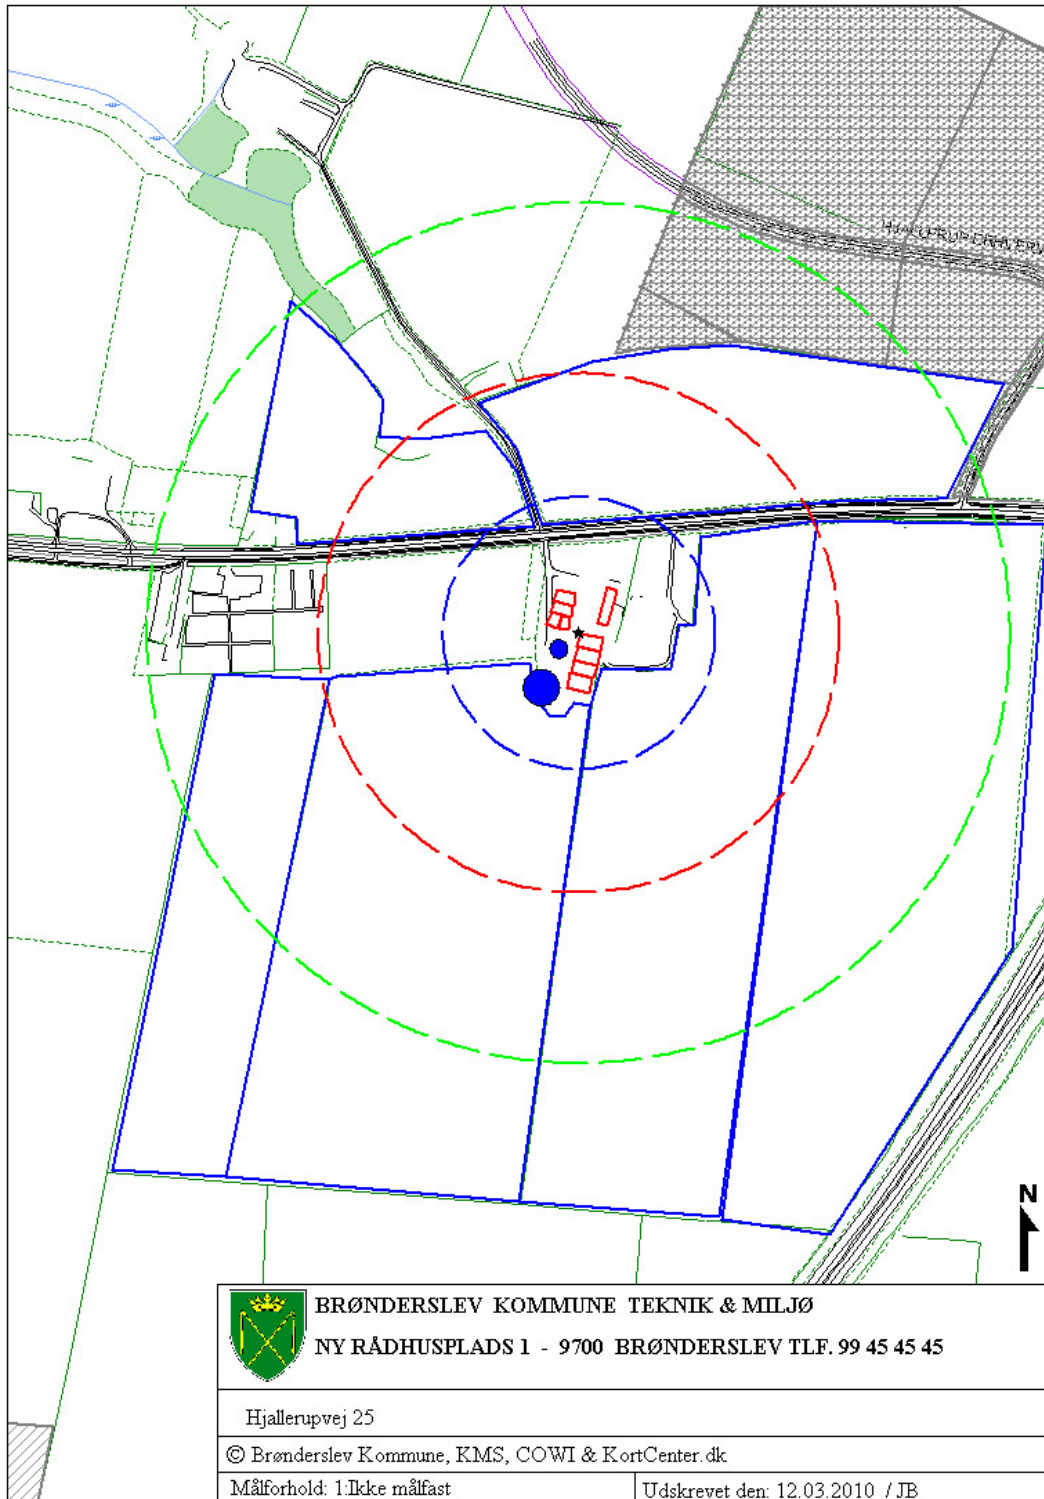 N
BRØNDERSLEV KOMMUNE TEKNIK & MILJØ
NY RÅDHUSPLADS 1 - 9700 BRØNDERSLEV TLF. 99 45 45 45
Hjallerupvej 25
© Brønderslev Kommune, KMS, COWI & KortCenter.dk
Målforhold: 1:Ikke målfast
Udskrevet den: 12.03.2010 / JB